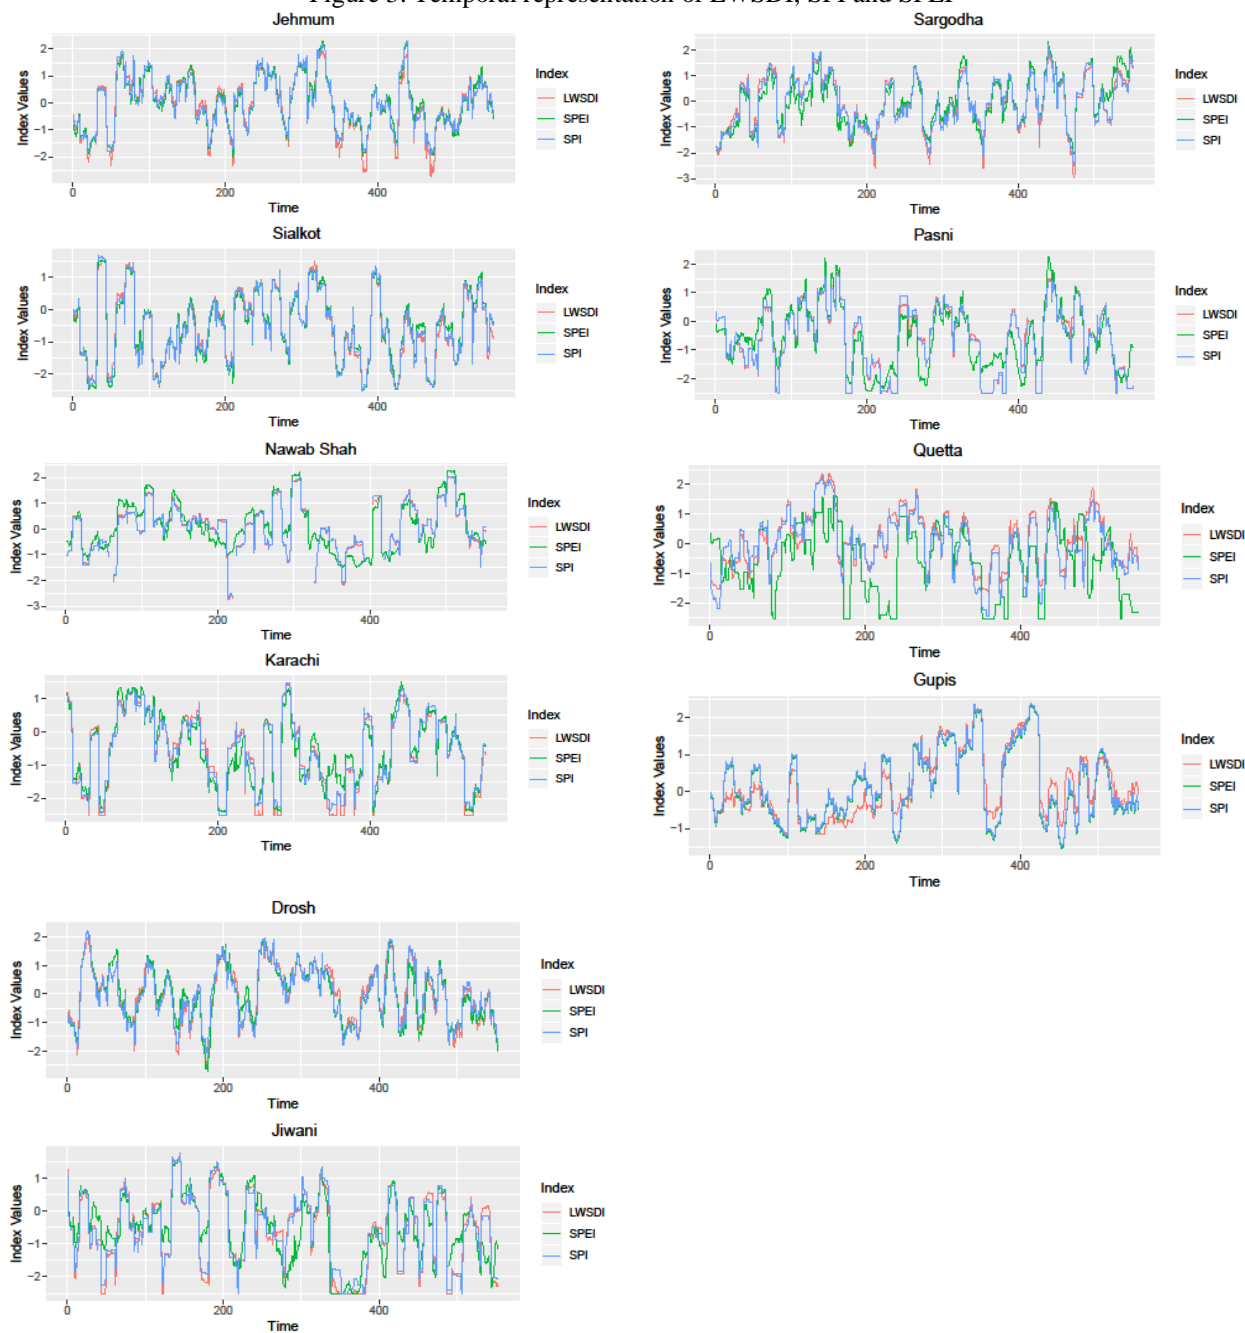 Figure 3: Temporal representation of LWSDI, SPI and SPEI
Jehmum
Index Values
2
1
0
−1
−2
0
200
400
Time
Index
LWSDI
SPEI
SPI
Sargodha
Index Values
2
1
0
−1
−2
−3
0
200
400
Time
Index
LWSDI
SPEI
SPI
Sialkot
Index Values
1
0
−1
−2
0
200
400
Time
Index
LWSDI
SPEI
SPI
Pasni
Index Values
2
1
0
−1
−2
0
200
400
Time
Index
LWSDI
SPEI
SPI
Nawab Shah
Index Values
2
1
0
−1
−2
−3
0
200
400
Time
Index
LWSDI
SPEI
SPI
Quetta
Index Values
2
1
0
−1
−2
0
200
400
Time
Index
LWSDI
SPEI
SPI
Karachi
Index Values
1
0
−1
−2
0
200
400
Time
Index
LWSDI
SPEI
SPI
Gupis
Index Values
2
1
0
−1
0
200
400
Time
Index
LWSDI
SPEI
SPI
Drosh
Index Values
2
1
0
−1
−2
0
200
400
Time
Index
LWSDI
SPEI
SPI
Jiwani
Index Values
1
0
−1
−2
0
200
400
Time
Index
LWSDI
SPEI
SPI